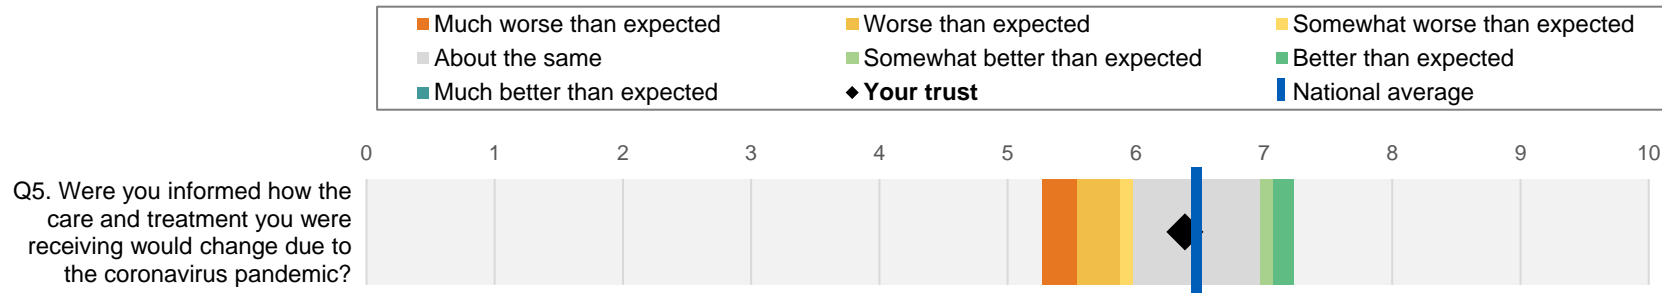 Much worse than expected Worse than expected Somewhat worse than expected
About the same Somewhat better than expected Better than expected
Much better than expected Your trust National average
0 1 2 3 4 5 6 7 8 9 10
Q5. Were you informed how the
care and treatment you were
receiving would change due to
the coronavirus pandemic?